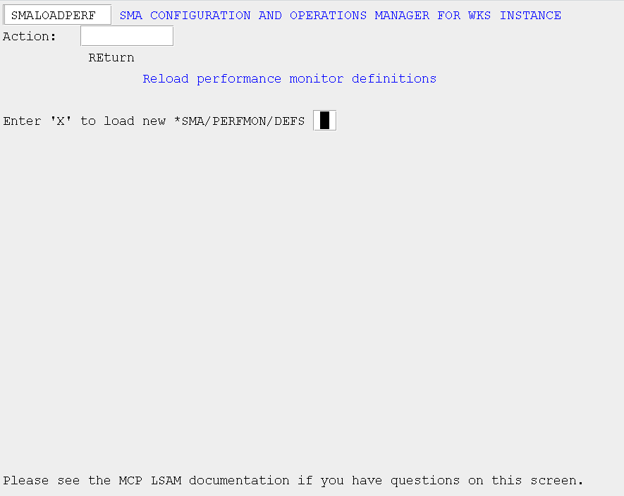 SMALOADPERF SMA CONFIGURATION AND OPERATIONS MANAGER FOR WKS INSTANCE
Action:
REturn
Reload performance monitor definitions
Enter 'X' to load new *SMA/PERFMON/DEFS
Please see the MCP LSAM documentation if you have questions on this screen.